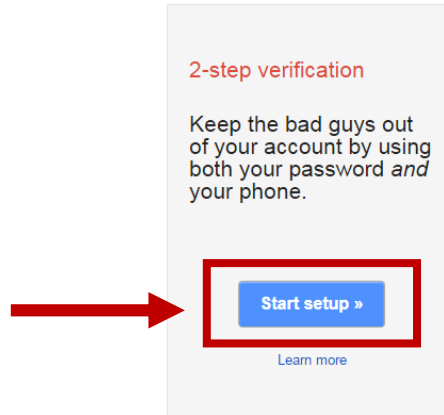 2-step verification
Keep the bad guys out
of your account by using
both your password and
your phone.
Start setup »
Learn more